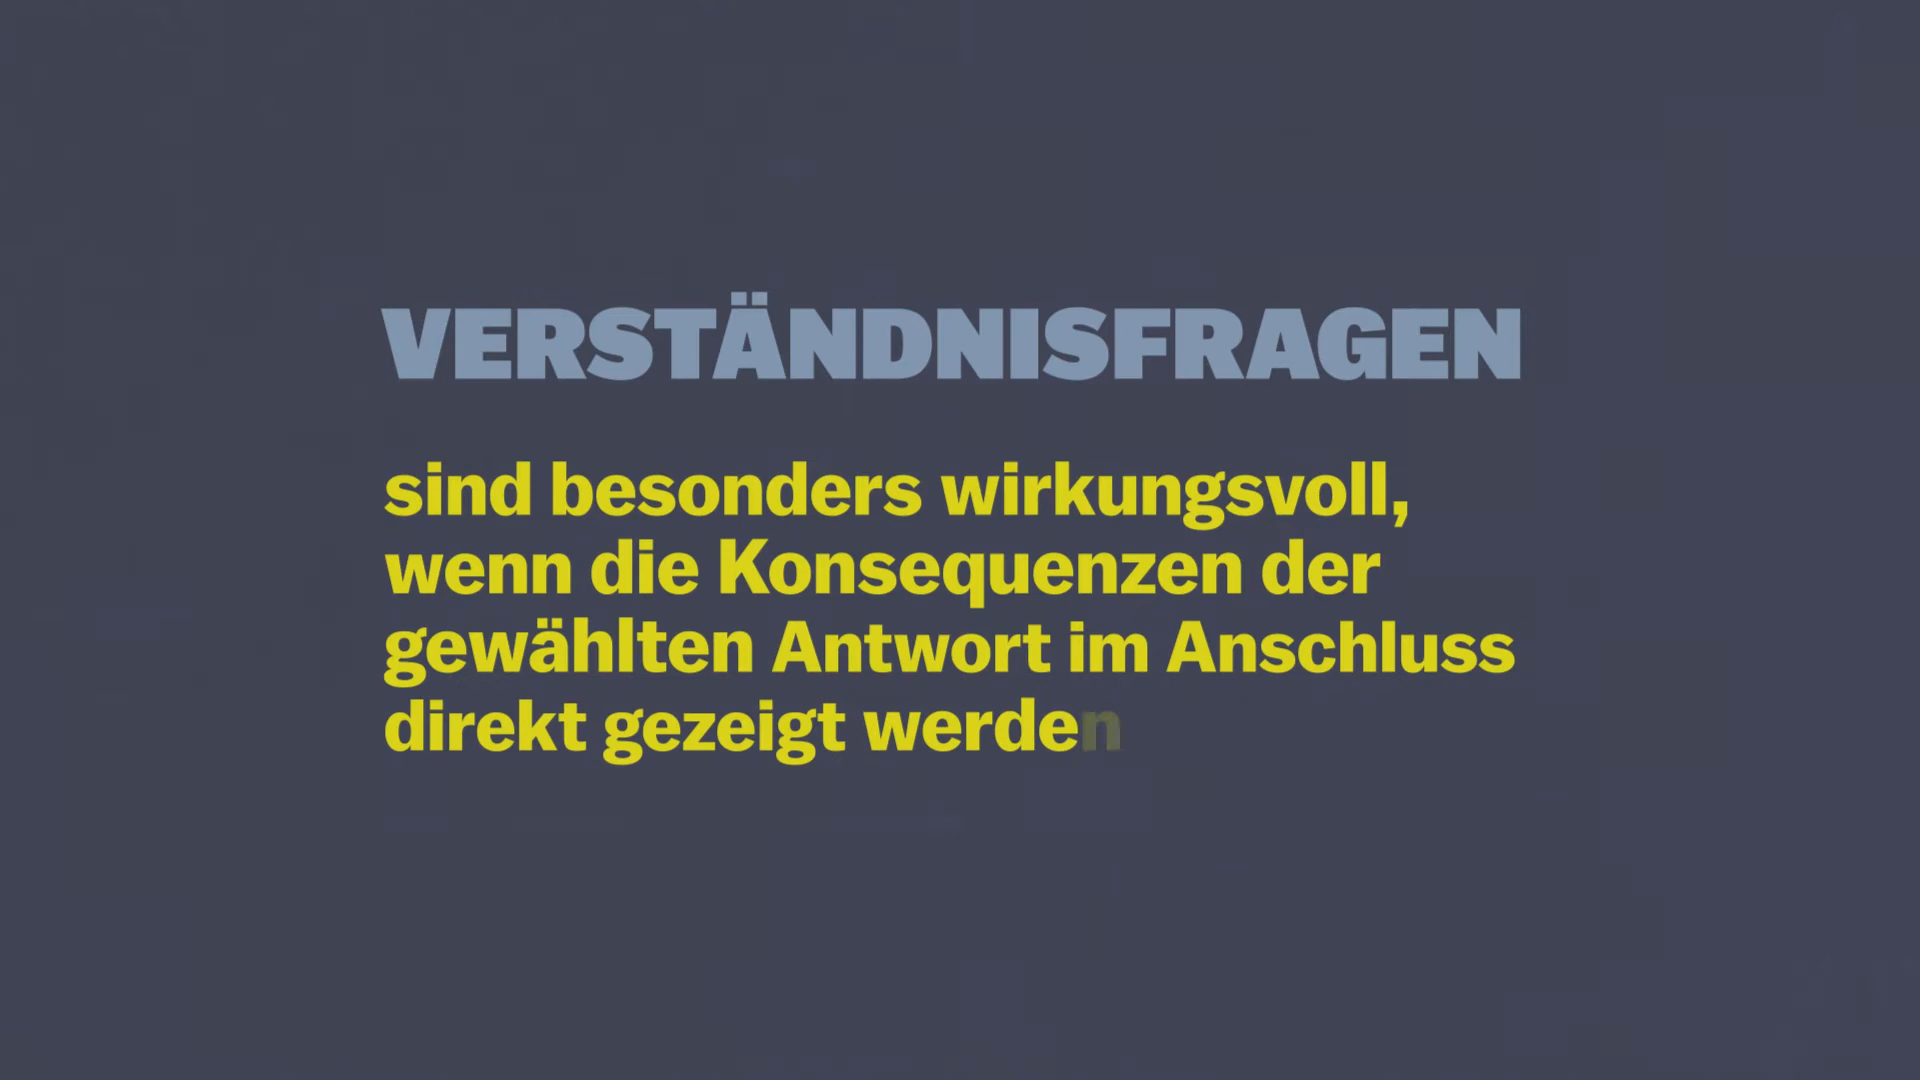 VERSTÄNDNISFRAGEN
sind besonders wirkungsvoll,
wenn die Konsequenzen der
gewählten Antwort im Anschluss
direkt gezeigt werden